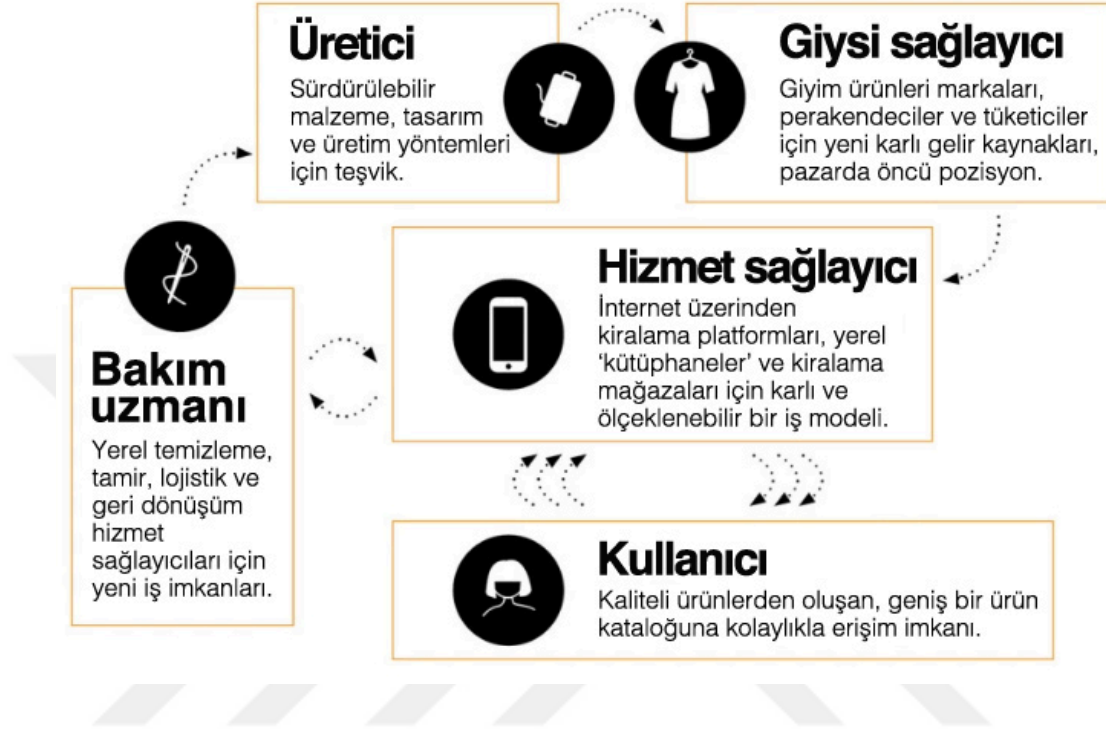 Üretici
Sürdürülebilir
malzeme, tasarım
ve üretim yöntemleri
için teşvik.
Giysi sağlayıcı
Giyim ürünleri markaları,
perakendeciler ve tüketiciler
için yeni karlı gelir kaynakları,
pazarda öncü pozisyon.
Hizmet sağlayıcı
İnternet üzerinden
kiralama platformları, yerel
‘kütüphaneler’ ve kiralama
mağazaları için karlı ve
ölçeklenebilir bir iş modeli.
Bakım
uzmanı
Yerel temizleme,
tamir, lojistik ve
geri dönüşüm
hizmet
sağlayıcıları için
yeni iş imkanları.
Kullanıcı
Kaliteli ürünlerden oluşan, geniş bir ürün
kataloğuna kolaylıkla erişim imkanı.